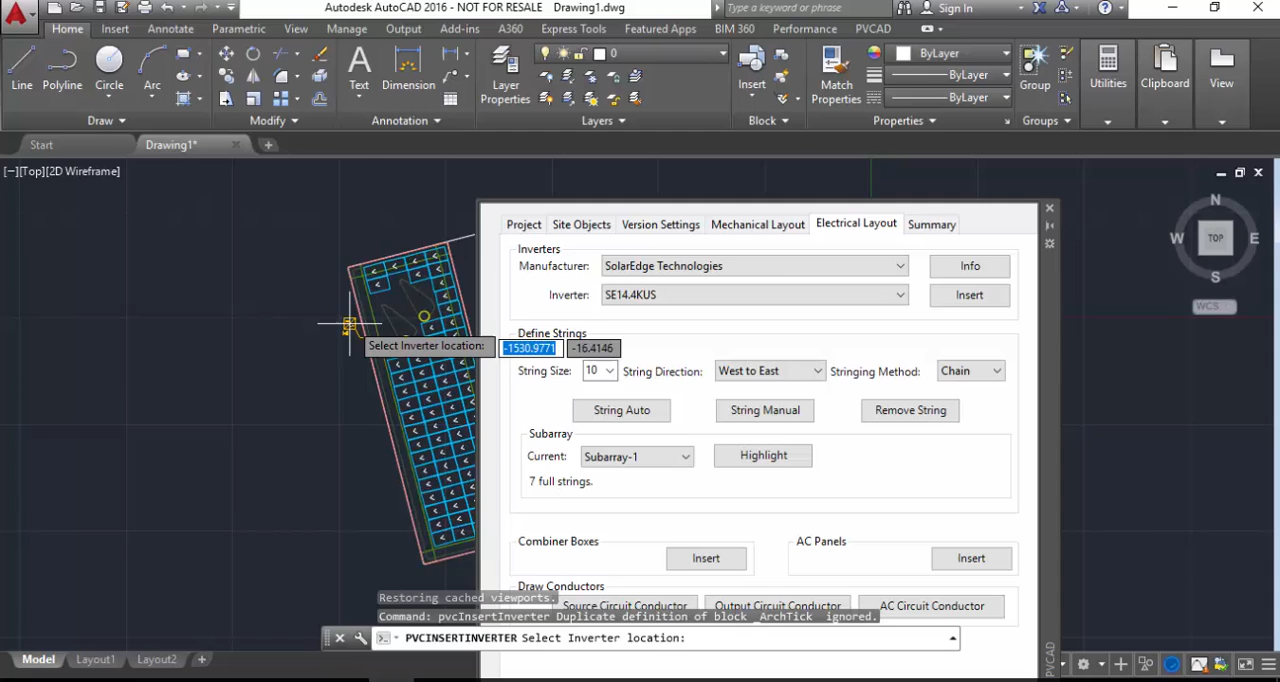 Autodesk AutoCAD 2016 - NOT FOR RESALE Drawing1.dwg
Type a keyword or phrase
Sign In
Home Insert Annotate Parametric View Manage Output Add-ins A360 Express Tools Featured Apps BIM 360 Performance PVCAD
Line Polyline Circle Arc
Text Dimension
Layer Properties
0
Insert
Match Properties
ByLayer
ByLayer
ByLayer
Group
Utilities
Clipboard
View
Draw Modify Annotation Layers Block Properties Groups
Start Drawing1*
[−][Top][2D Wireframe]
N
W TOP E
S
WCS
Project Site Objects Version Settings Mechanical Layout Electrical Layout Summary
Inverters
Manufacturer: SolarEdge Technologies Info
Inverter: SE14.4KUS Insert
Define Strings
Select Inverter location: -1530.9771 -16.4146
String Size: 10 String Direction: West to East Stringing Method: Chain
String Auto String Manual Remove String
Subarray
Current: Subarray-1 Highlight
7 full strings.
Combiner Boxes Insert
AC Panels Insert
Draw Conductors
Source Circuit Conductor Output Circuit Conductor AC Circuit Conductor
PVCAD
Restoring cached viewports.
Command: pvcInsertInverter Duplicate definition of block _ArchTick ignored.
PVCINSERTINVERTER Select Inverter location:
Model Layout1 Layout2